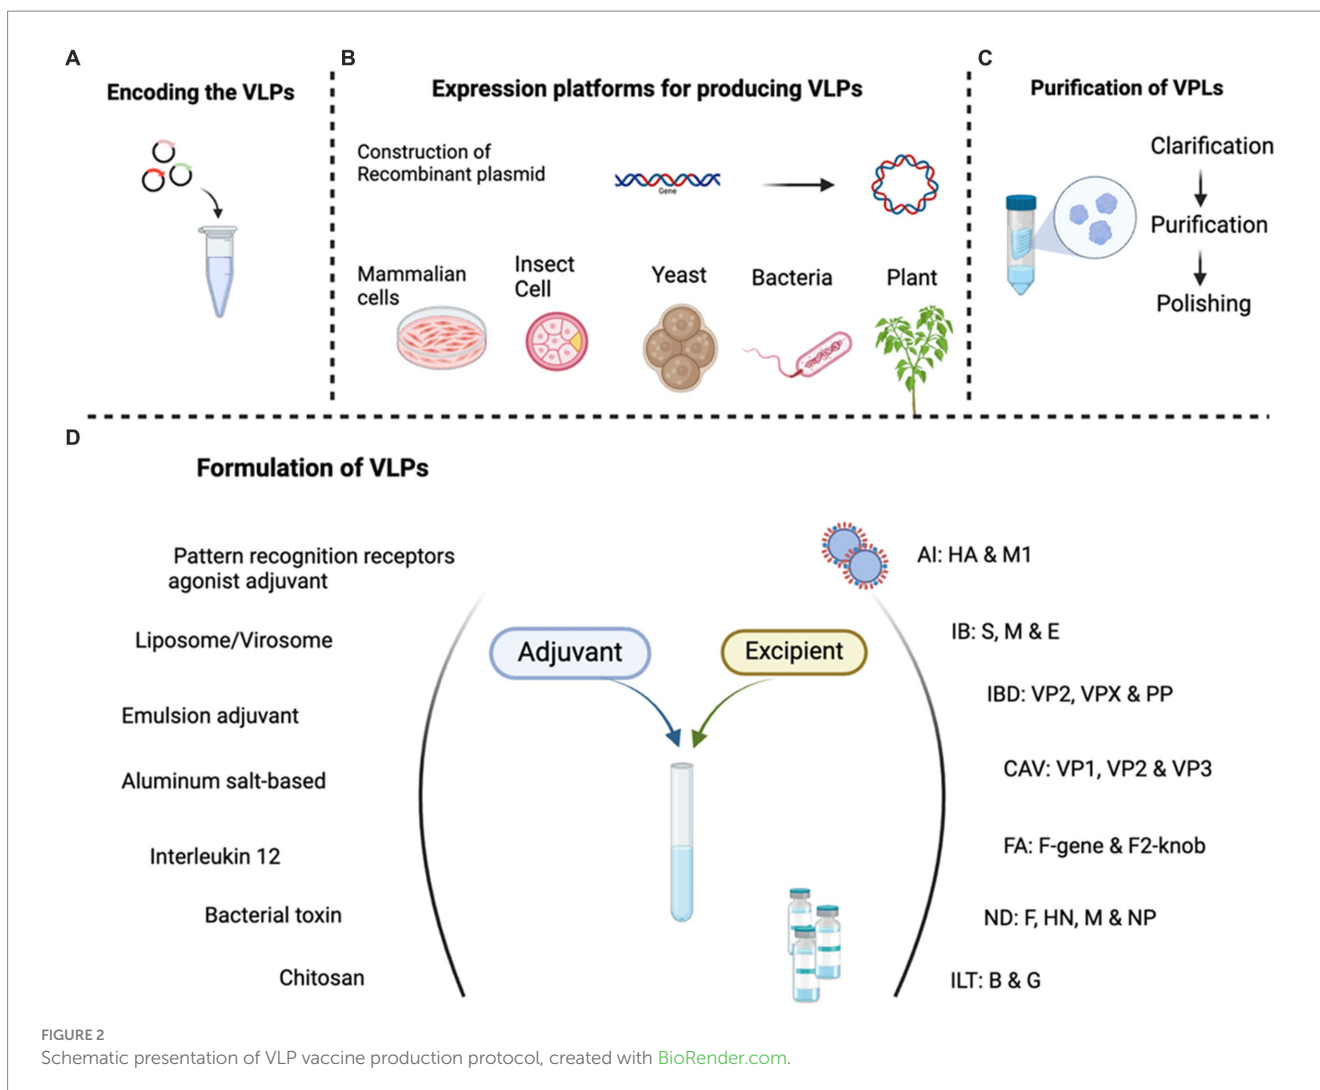 A
Encoding the VLPs
B
Expression platforms for producing VLPs
Construction of
Recombinant plasmid
Gene
Mammalian
cells
Insect
Cell
Yeast
Bacteria
Plant
C
Purification of VPLs
Clarification
Purification
Polishing
D
Formulation of VLPs
Pattern recognition receptors
agonist adjuvant
Liposome/Virosome
Emulsion adjuvant
Aluminum salt-based
Interleukin 12
Bacterial toxin
Chitosan
Adjuvant
Excipient
AI: HA & M1
IB: S, M & E
IBD: VP2, VPX & PP
CAV: VP1, VP2 & VP3
FA: F-gene & F2-knob
ND: F, HN, M & NP
ILT: B & G
FIGURE 2
Schematic presentation of VLP vaccine production protocol, created with BioRender.com.